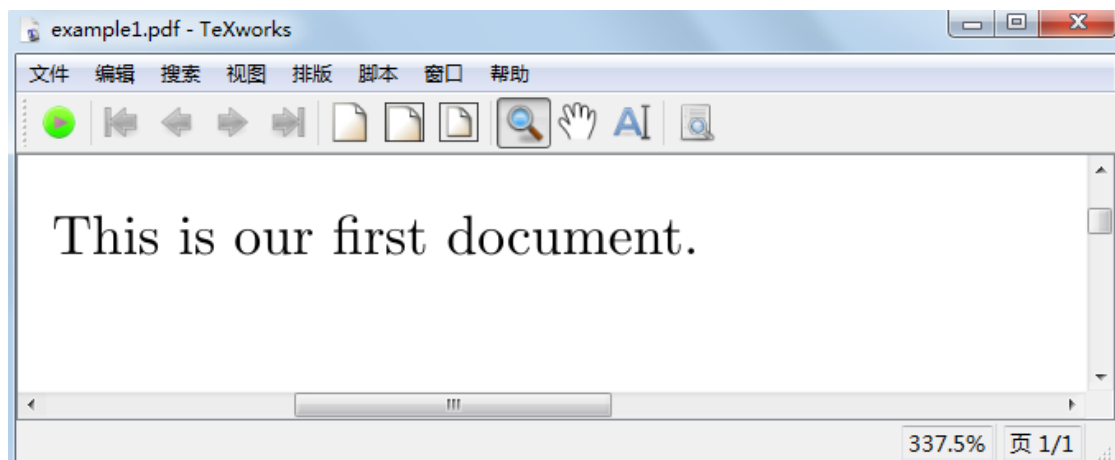 example1.pdf - TeXworks
文件 编辑 搜索 视图 排版 脚本 窗口 帮助
AI
This is our first document.
337.5% 页 1/1